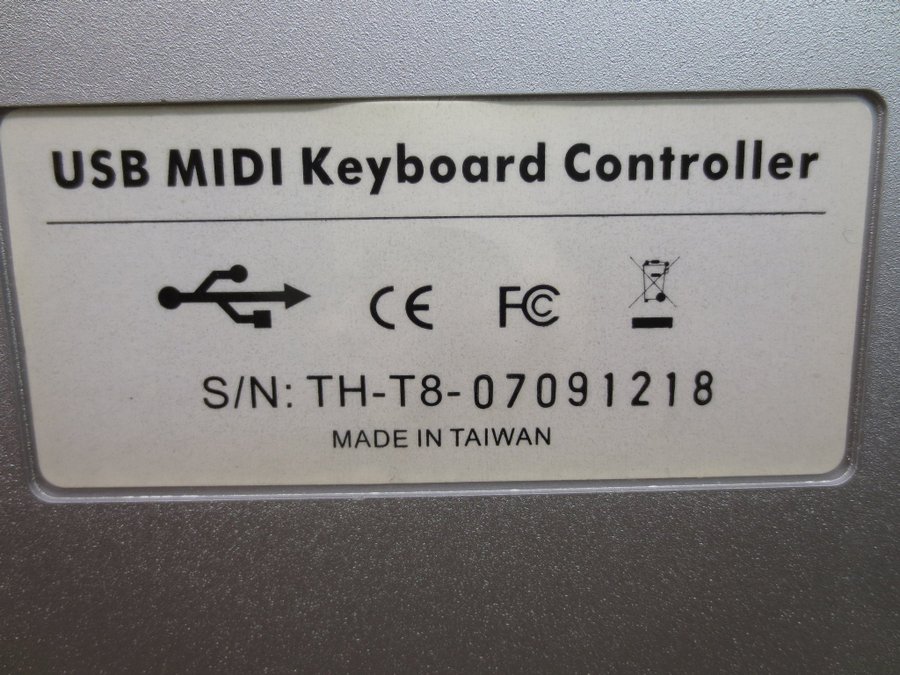 USB MIDI Keyboard Controller
CE FC
S/N: TH-T8-07091218
MADE IN TAIWAN